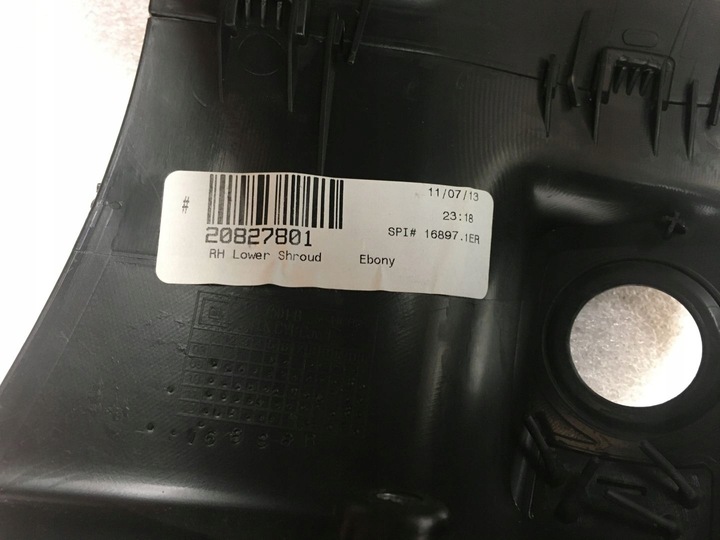 #
11/07/13
23:18
20827801
SPI# 16897.1ER
RH Lower Shroud Ebony